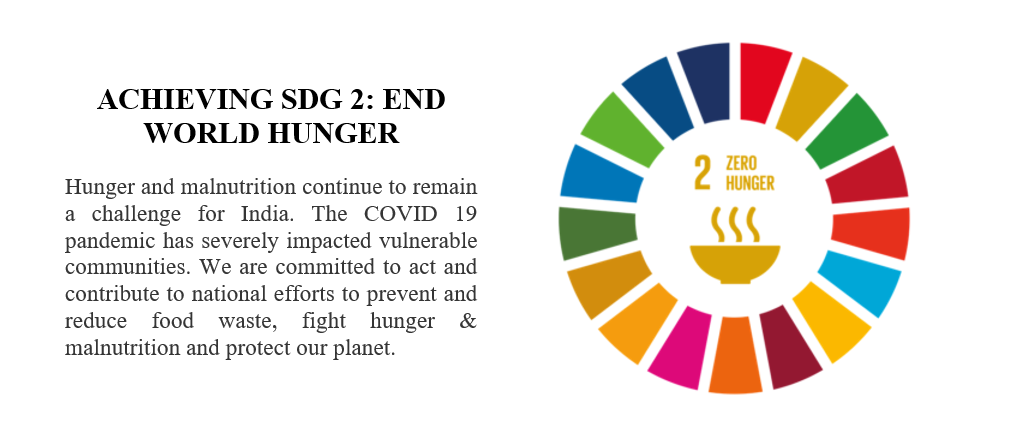 ACHIEVING SDG 2: END
WORLD HUNGER
Hunger and malnutrition continue to remain
a challenge for India. The COVID 19
pandemic has severely impacted vulnerable
communities. We are committed to act and
contribute to national efforts to prevent and
reduce food waste, fight hunger &
malnutrition and protect our planet.
2 ZERO
HUNGER